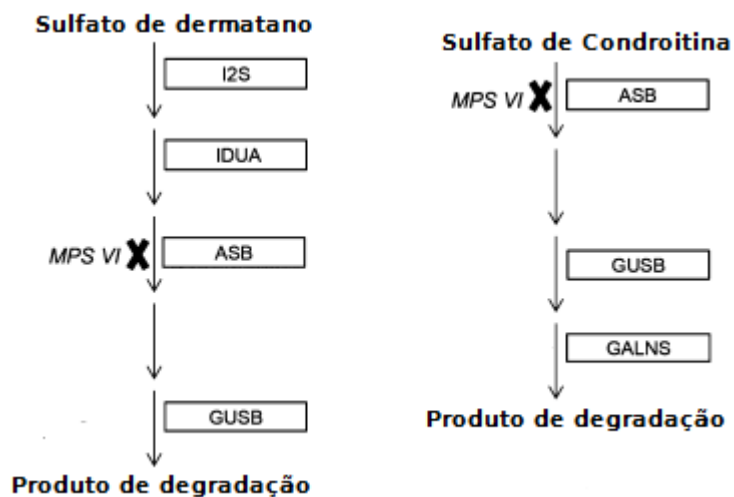 Sulfato de dermatano
I2S
IDUA
MPS VI X ASB
GUSB
Produto de degradação
Sulfato de Condroitina
MPS VI X ASB
GUSB
GALNS
Produto de degradação